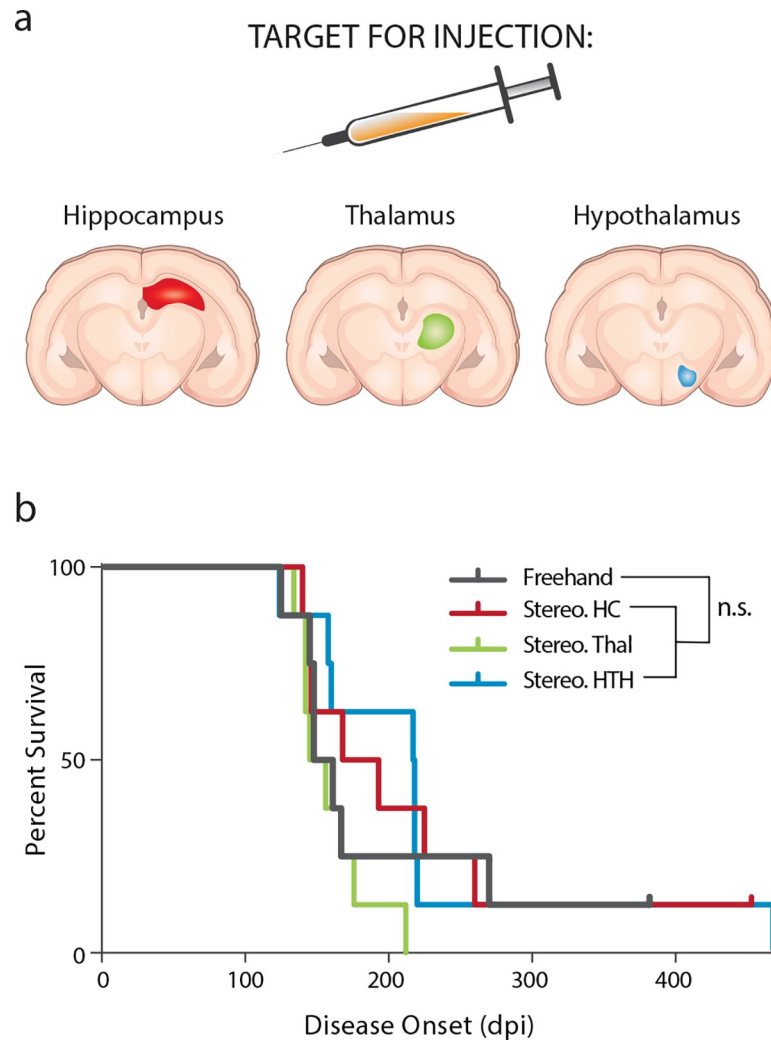 a
TARGET FOR INJECTION:
Hippocampus
Thalamus
Hypothalamus
b
Percent Survival
100
50
0
Freehand
Stereo. HC
Stereo. Thal
Stereo. HTH
n.s.
0
100
200
300
400
Disease Onset (dpi)